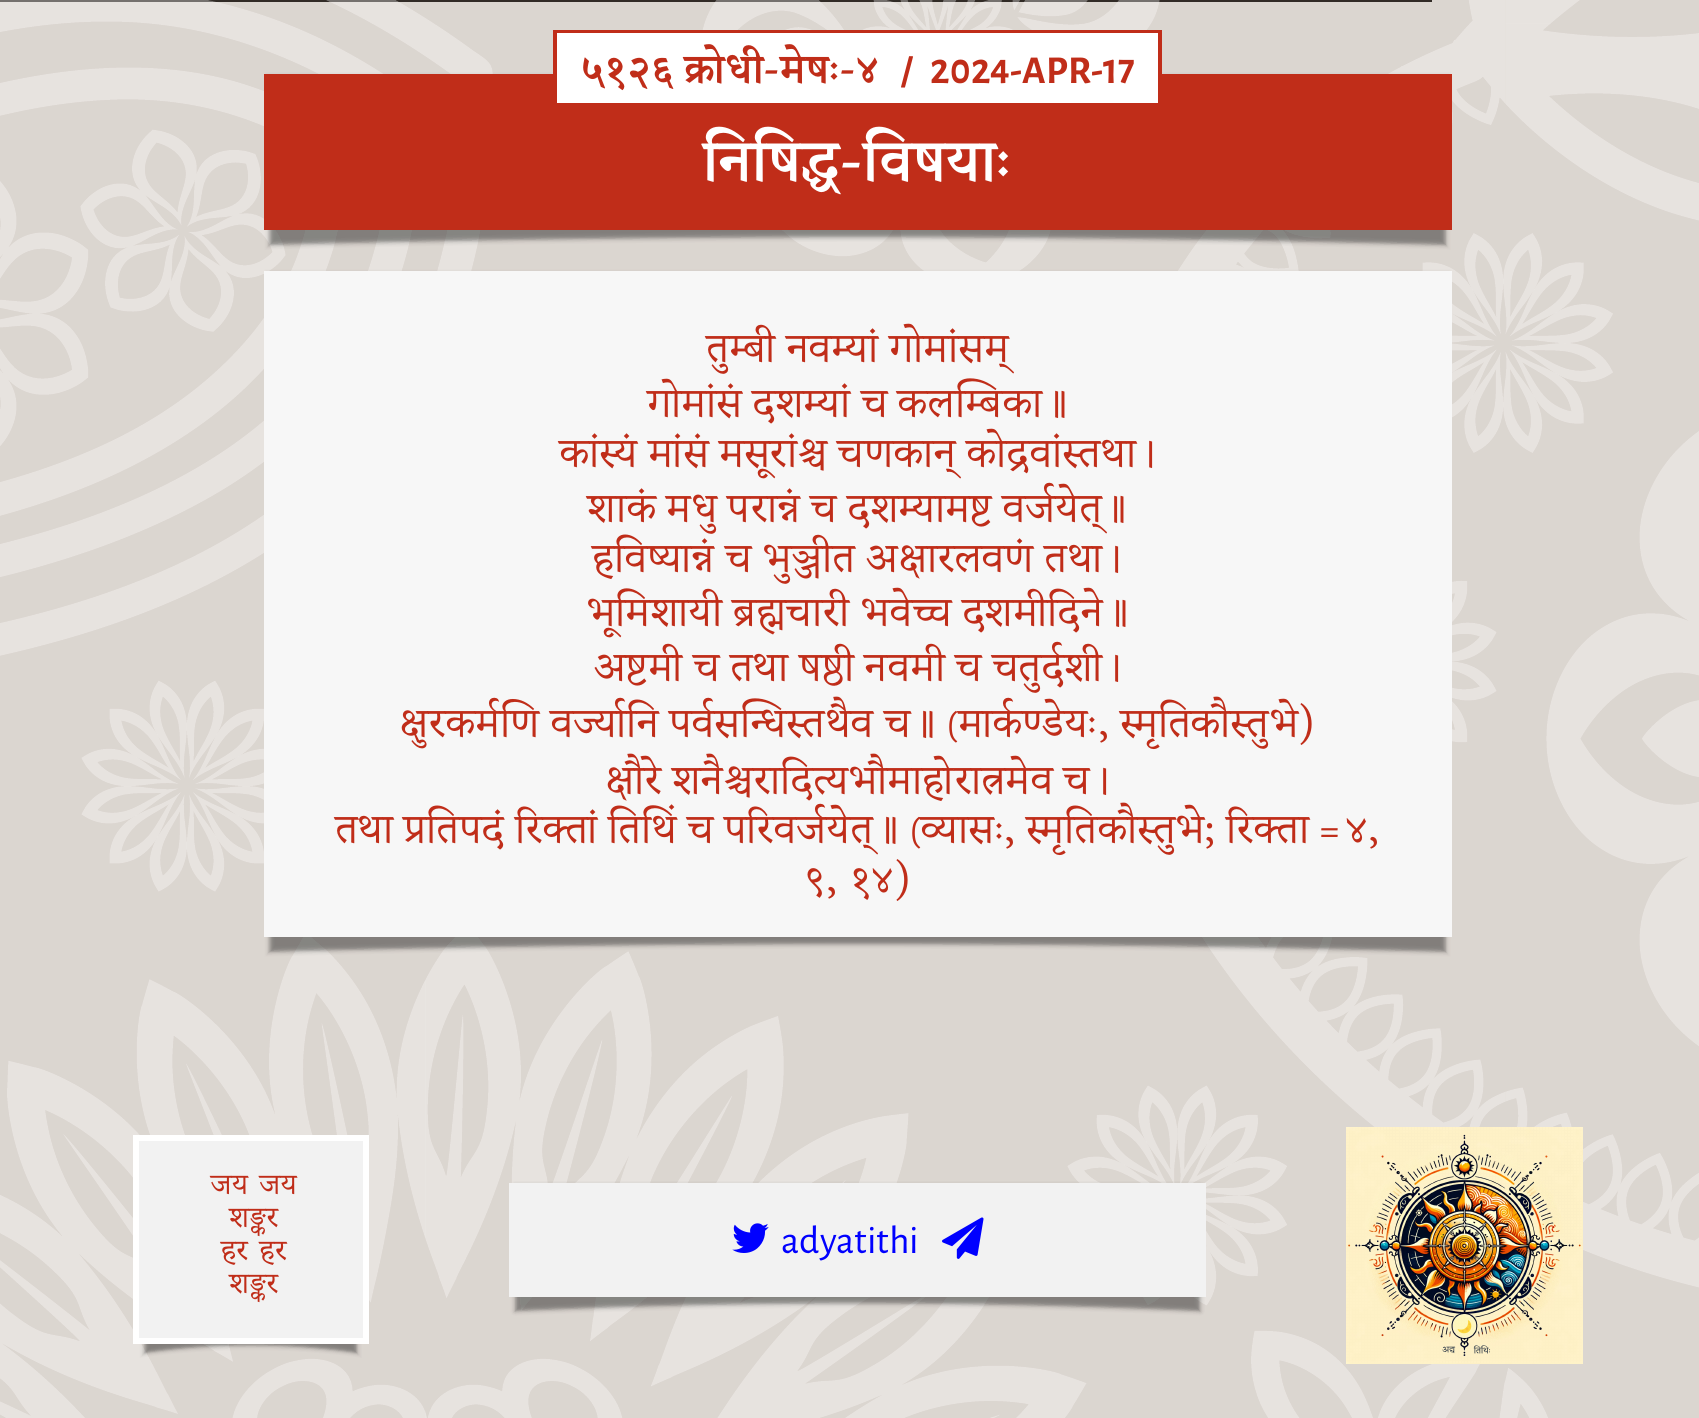 ५१२६ क्रोधी-मेषः-४ / 2024-APR-17
निषिद्ध-विषयाः
तुम्बी नवम्यां गोमांसम्
गोमांसं दशम्यां च कलम्बिका॥
कांस्यं मांसं मसूरांश्च चणकान् कोद्रवांस्तथा।
शाकं मधु परान्नं च दशम्यामष्ट वर्जयेत्॥
हविष्यान्नं च भुञ्जीत अक्षारलवणं तथा।
भूमिशायी ब्रह्मचारी भवेच्च दशमीदिने॥
अष्टमी च तथा षष्ठी नवमी च चतुर्दशी।
क्षुरकर्मणि वर्ज्यानि पर्वसन्धिस्तथैव च॥ (मार्कण्डेयः, स्मृतिकौस्तुभे)
क्षौरे शनैश्चरादित्यभौमाहोरात्रमेव च।
तथा प्रतिपदं रिक्तां तिथिं च परिवर्जयेत्॥ (व्यासः, स्मृतिकौस्तुभे; रिक्ता = ४,
९, १४)
जय जय
शङ्कर
हर हर
शङ्कर
adyatithi
अद्य तिथिः